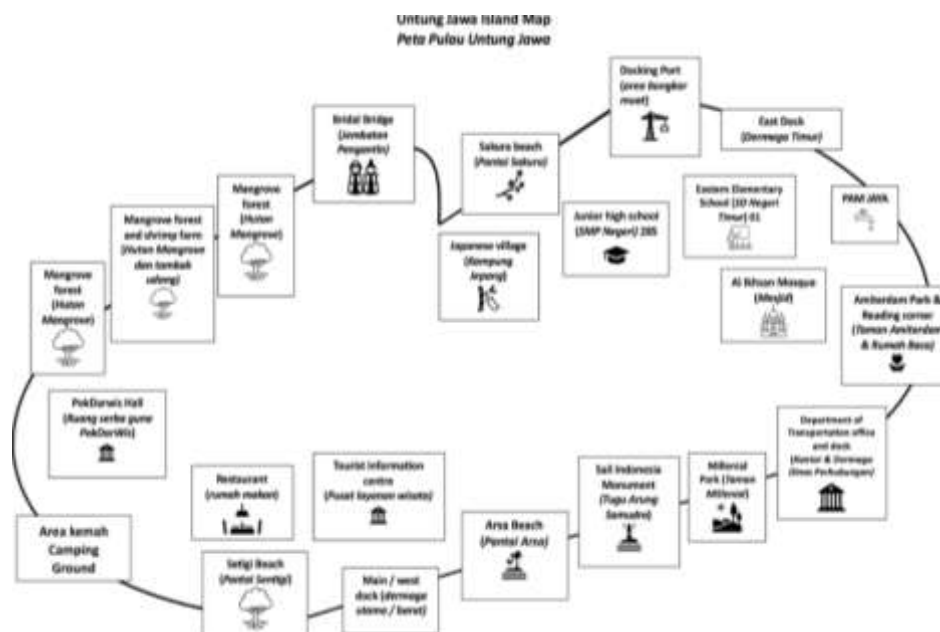 Untung Jawa Island Map
Peta Pulau Untung Jawa
Docking Port
(area bongkar
muat)
East Dock
(Dermaga Timur)
Bridal Bridge
(Jembatan
Pengantin)
Sakura beach
(Pantai Sakura)
Mangrove
forest
(Hutan
Mangrove)
Eastern Elementary
School (SD Negeri
Timur) 01
PAM JAYA
Mangrove forest
and shrimp farm
(Hutan Mangrove
dan tambak
udang)
Junior high school
(SMP Negeri) 285
Japanese village
(Kampung
Jepang)
Mangrove
forest
(Hutan
Mangrove)
Al Ikhsan Mosque
(Masjid)
Amiterdam Park &
Reading corner
(Taman Amiterdam
& Rumah Baca)
PokDarwis Hall
(Ruang serba guna
PokDarWis)
Department of
Transportation office
and dock
(Kantor & Dermaga
Dinas Perhubungan)
Restaurant
(rumah makan)
Tourist Information
centre
(Pusat layanan wisata)
Sail Indonesia
Monument
(Tugu Arung
Samudra)
Millenial
Park (Taman
Milenial)
Area kemah
Camping
Ground
Arsa Beach
(Pantai Arsa)
Setigi Beach
(Pantai Sentigi)
Main / west
dock (dermaga
utama / barat)